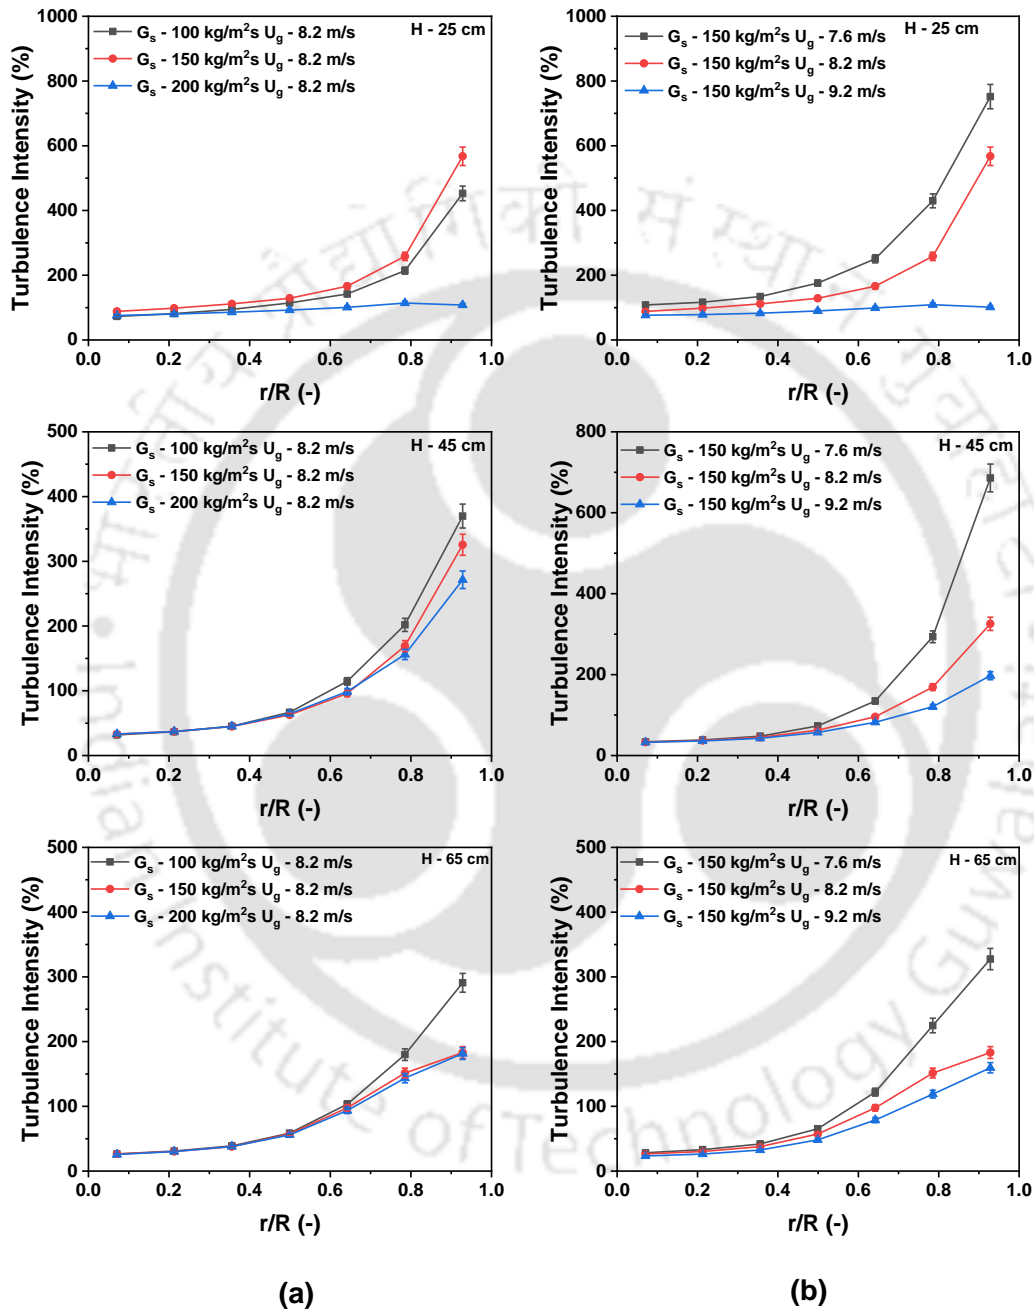 1000
800
600
400
200
0
Turbulence Intensity (%)
Gs - 100 kg/m²s Ug - 8.2 m/s
Gs - 150 kg/m²s Ug - 8.2 m/s
Gs - 200 kg/m²s Ug - 8.2 m/s
H - 25 cm
0.0 0.2 0.4 0.6 0.8 1.0
r/R (-)
1000
800
600
400
200
0
Turbulence Intensity (%)
Gs - 150 kg/m²s Ug - 7.6 m/s
Gs - 150 kg/m²s Ug - 8.2 m/s
Gs - 150 kg/m²s Ug - 9.2 m/s
H - 25 cm
0.0 0.2 0.4 0.6 0.8 1.0
r/R (-)
500
400
300
200
100
0
Turbulence Intensity (%)
Gs - 100 kg/m²s Ug - 8.2 m/s
Gs - 150 kg/m²s Ug - 8.2 m/s
Gs - 200 kg/m²s Ug - 8.2 m/s
H - 45 cm
0.0 0.2 0.4 0.6 0.8 1.0
r/R (-)
800
600
400
200
0
Turbulence Intensity (%)
Gs - 150 kg/m²s Ug - 7.6 m/s
Gs - 150 kg/m²s Ug - 8.2 m/s
Gs - 150 kg/m²s Ug - 9.2 m/s
H - 45 cm
0.0 0.2 0.4 0.6 0.8 1.0
r/R (-)
500
400
300
200
100
0
Turbulence Intensity (%)
Gs - 100 kg/m²s Ug - 8.2 m/s
Gs - 150 kg/m²s Ug - 8.2 m/s
Gs - 200 kg/m²s Ug - 8.2 m/s
H - 65 cm
0.0 0.2 0.4 0.6 0.8 1.0
r/R (-)
500
400
300
200
100
0
Turbulence Intensity (%)
Gs - 150 kg/m²s Ug - 7.6 m/s
Gs - 150 kg/m²s Ug - 8.2 m/s
Gs - 150 kg/m²s Ug - 9.2 m/s
H - 65 cm
0.0 0.2 0.4 0.6 0.8 1.0
r/R (-)
(a)
(b)
Indian Institute of Technology